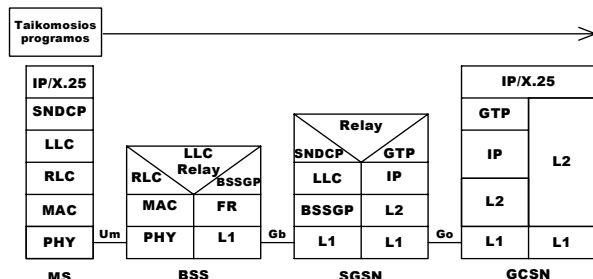 Taikomosios
programos
IP/X.25
SNDCP
LLC
RLC
MAC
PHY
MS
Um
LLC
Relay
RLC
BSSGP
MAC
FR
PHY
L1
BSS
Gb
Relay
SNDCP
GTP
LLC
IP
BSSGP
L2
L1
L1
SGSN
Go
IP/X.25
GTP
IP
L2
L2
L1
L1
GCSN